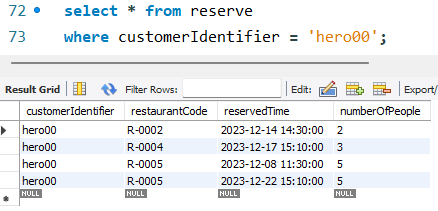 72 select * from reserve
73 where customerIdentifier = 'hero00';
Result Grid Filter Rows: Edit: Export/
customerIdentifier restaurantCode reservedTime numberOfPeople
hero00 R-0002 2023-12-14 14:30:00 2
hero00 R-0004 2023-12-17 15:10:00 3
hero00 R-0005 2023-12-08 11:30:00 5
hero00 R-0005 2023-12-22 15:10:00 5
NULL NULL NULL NULL